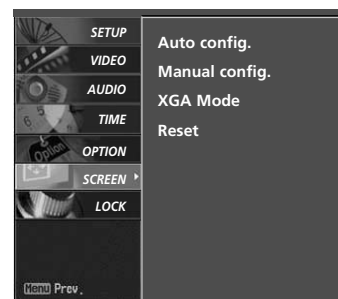 SETUP
VIDEO
AUDIO
TIME
OPTION
SCREEN
LOCK
Menu Prev.
Auto config.
Manual config.
XGA Mode
Reset